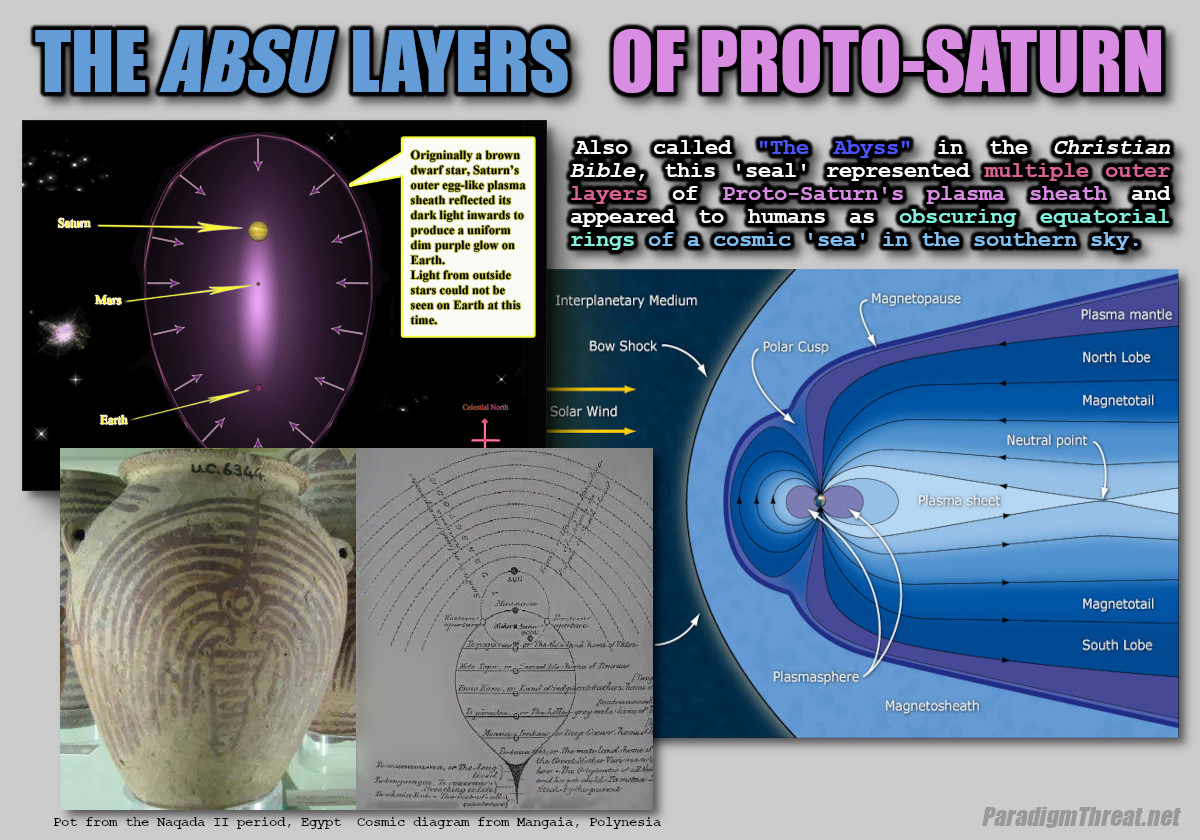 THE ABSU LAYERS OF PROTO-SATURN
Also called "The Abyss" in the Christian
Bible, this 'seal' represented multiple outer
layers of Proto-Saturn's plasma sheath and
appeared to humans as obscuring equatorial
rings of a cosmic 'sea' in the southern sky.
Origninally a brown
dwarf star, Saturn's
outer egg-like plasma
sheath reflected its
dark light inwards to
produce a uniform
dim purple glow on
Earth.
Light from outside
stars could not be
seen on Earth at this
time.
Saturn
Mars
Earth
Celestial North
Interplanetary Medium
Bow Shock
Solar Wind
Magnetopause
Polar Cusp
Plasma mantle
North Lobe
Magnetotail
Neutral point
Plasma sheet
Magnetotail
South Lobe
Plasmasphere
Magnetosheath
U.C. 6344.
SUN
Pot from the Naqada II period, Egypt
Cosmic diagram from Mangaia, Polynesia
ParadigmThreat.net